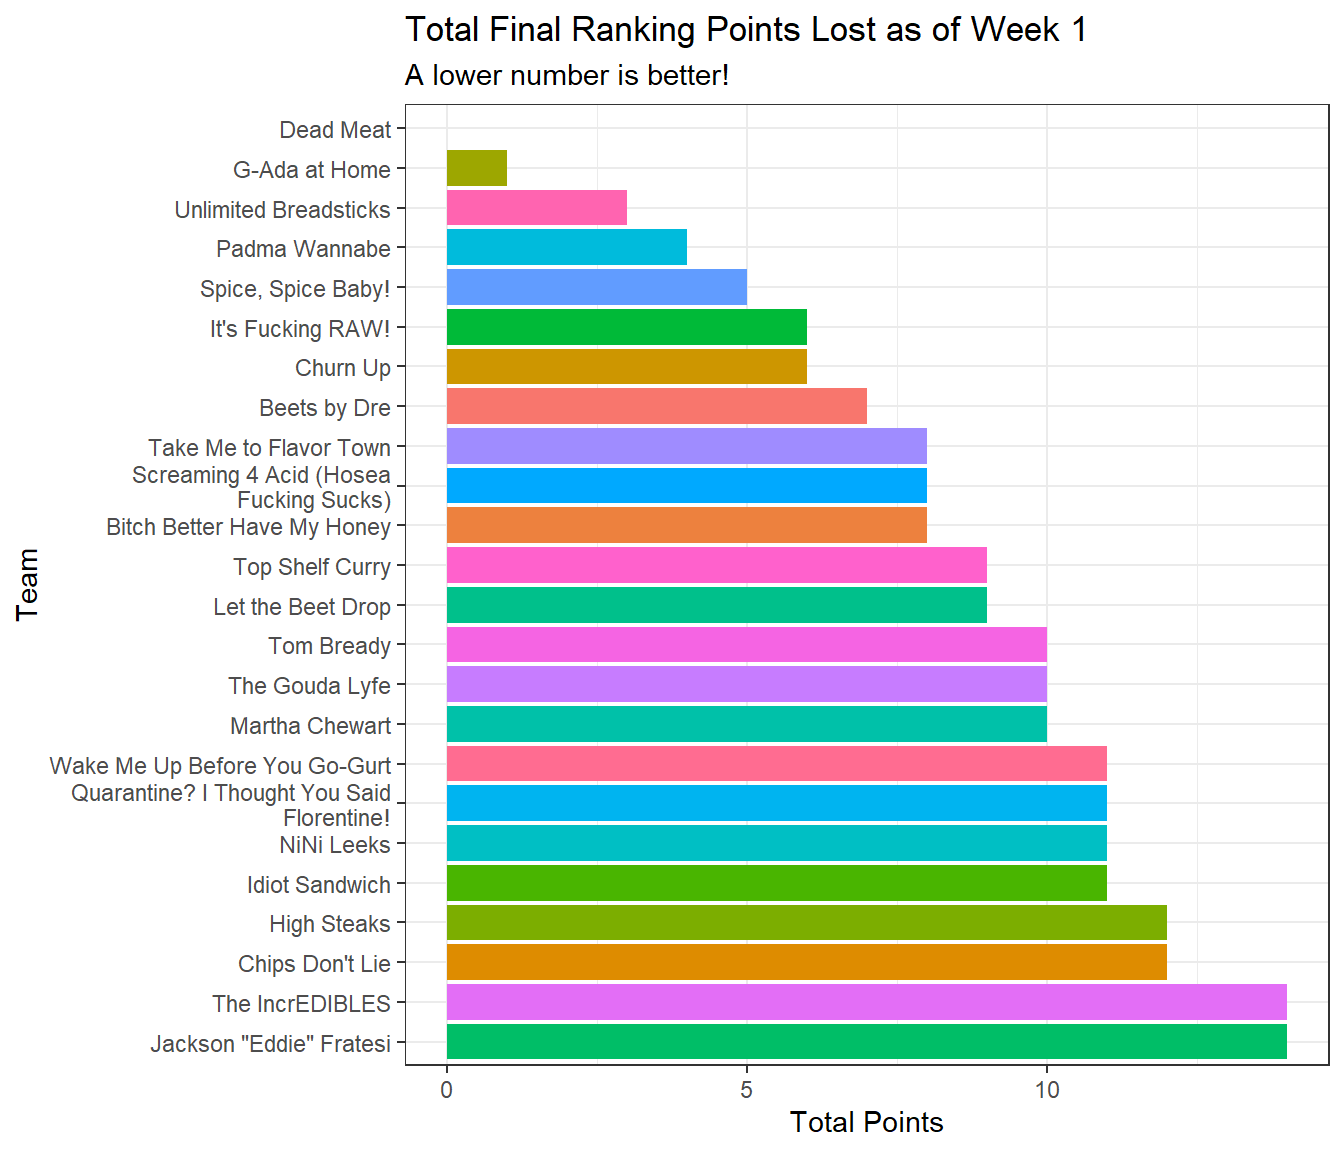 Total Final Ranking Points Lost as of Week 1
A lower number is better!
Dead Meat
G-Ada at Home
Unlimited Breadsticks
Padma Wannabe
Spice, Spice Baby!
It's Fucking RAW!
Churn Up
Beets by Dre
Take Me to Flavor Town
Screaming 4 Acid (Hosea
Fucking Sucks)
Bitch Better Have My Honey
Top Shelf Curry
Let the Beet Drop
Tom Bready
The Gouda Lyfe
Martha Chewart
Wake Me Up Before You Go-Gurt
Quarantine? I Thought You Said
Florentine!
NiNi Leeks
Idiot Sandwich
High Steaks
Chips Don't Lie
The IncrEDIBLES
Jackson "Eddie" Fratesi
Team
0 5 10
Total Points